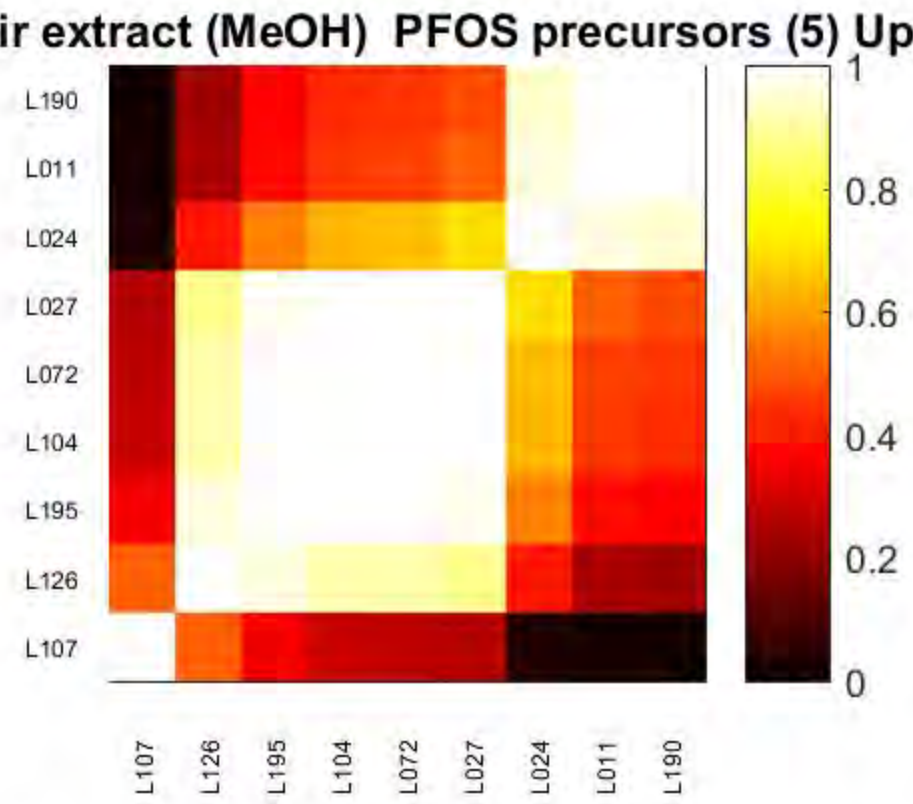 ir extract (MeOH) PFOS precursors (5) Up
L190
L011
L024
L027
L072
L104
L195
L126
L107
1
0.8
0.6
0.4
0.2
0
L107
L126
L195
L104
L072
L027
L024
L011
L190